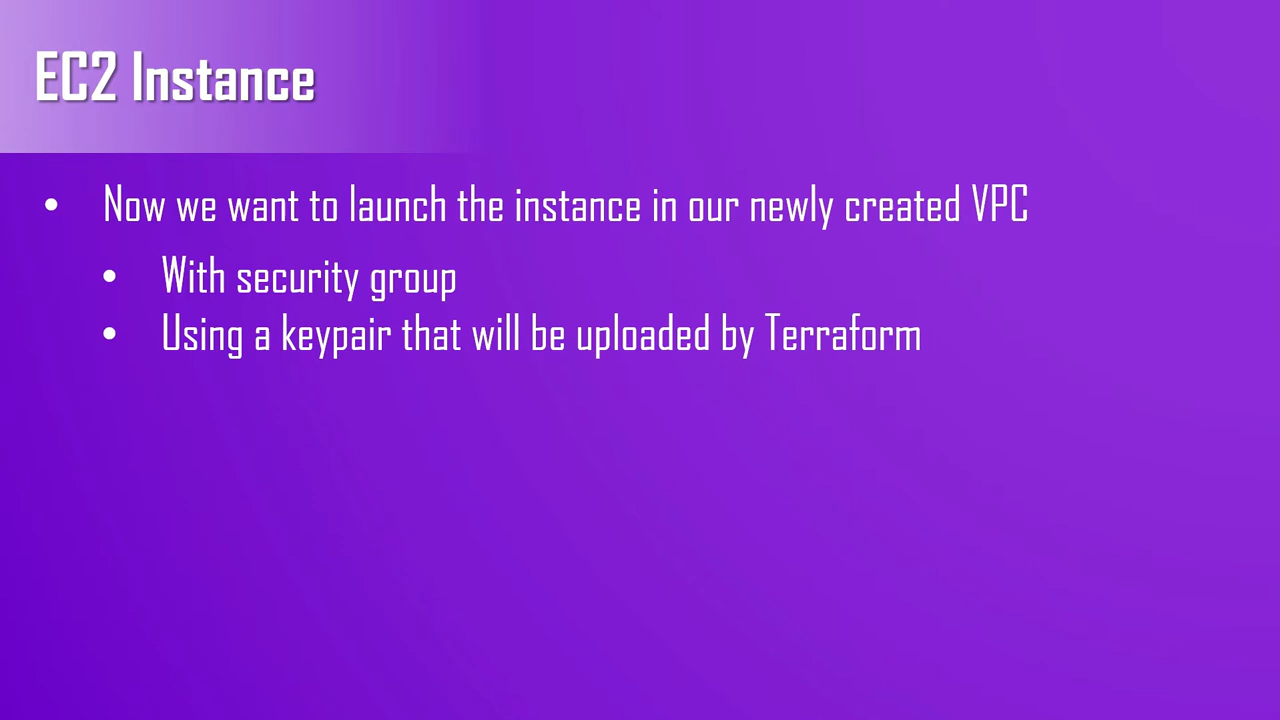 EC2 Instance
• Now we want to launch the instance in our newly created VPC
• With security group
• Using a keypair that will be uploaded by Terraform